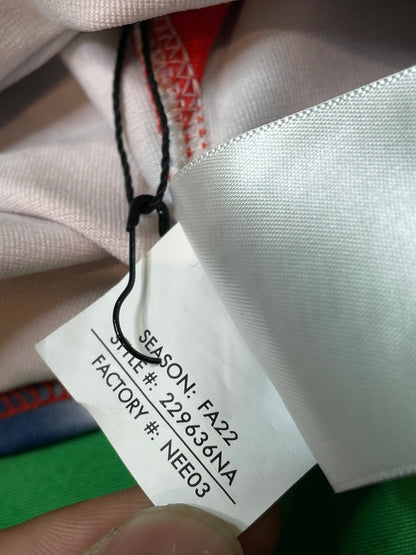 SEASON: FA22
STYLE #: 229636NA
FACTORY #: NEE03